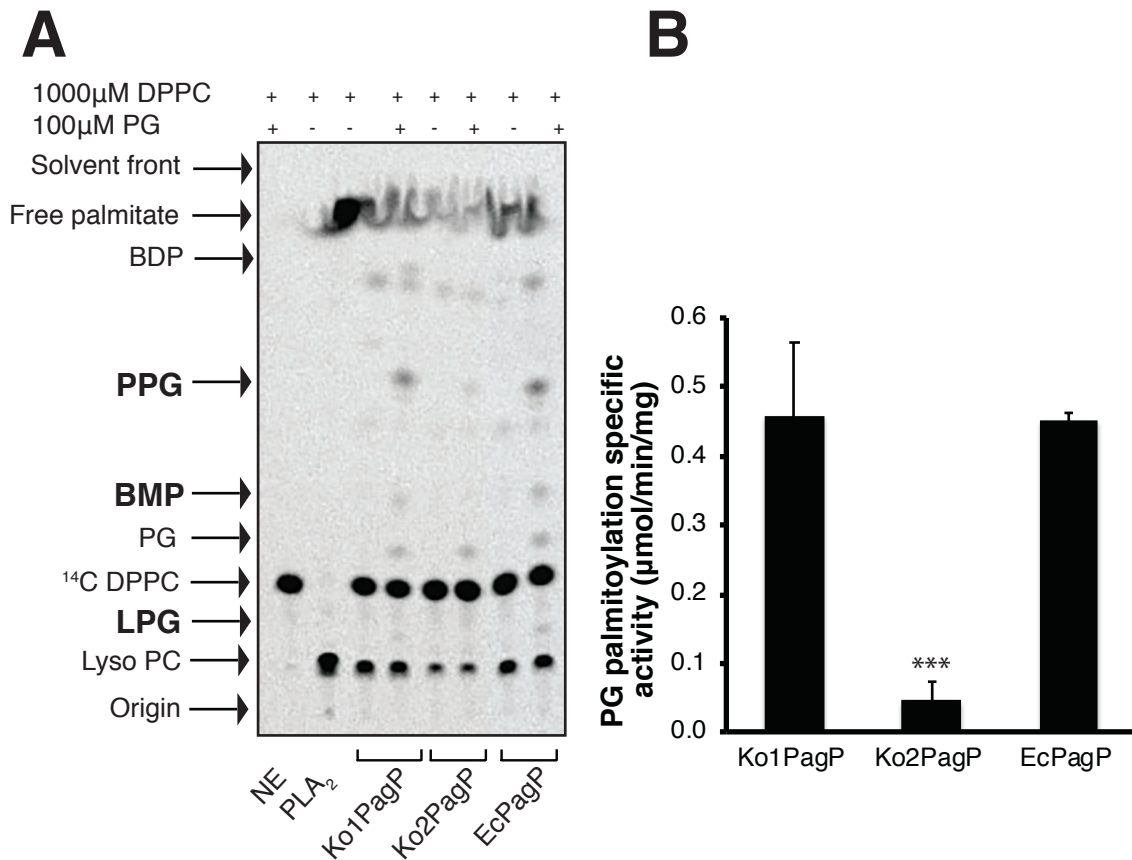 A
B
1000µM DPPC + + + + + + + +
100µM PG + - - + - + - +
Solvent front
Free palmitate
BDP
PPG
BMP
PG
14C DPPC
LPG
Lyso PC
Origin
NE
PLA2
Ko1PagP
Ko2PagP
EcPagP
PG palmitoylation specific
activity (µmol/min/mg)
0.6
0.5
0.4
0.3
0.2
0.1
0.0
***
Ko1PagP Ko2PagP EcPagP